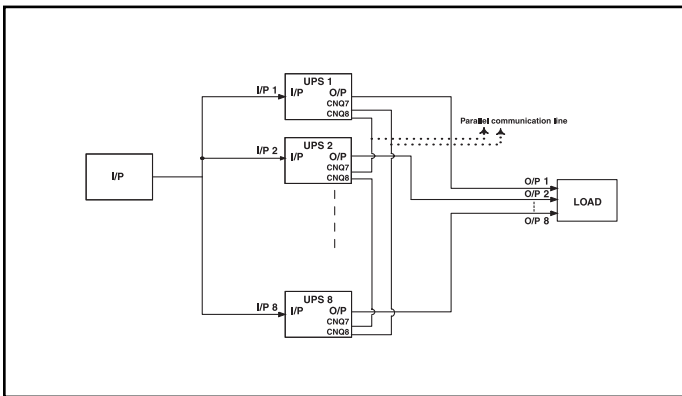 UPS 1
I/P 1
I/P
O/P
CNQ7
CNQ8
Parallel communication line
UPS 2
I/P 2
I/P
O/P
CNQ7
CNQ8
I/P
O/P 1
O/P 2
O/P 8
LOAD
UPS 8
I/P 8
I/P
O/P
CNQ7
CNQ8